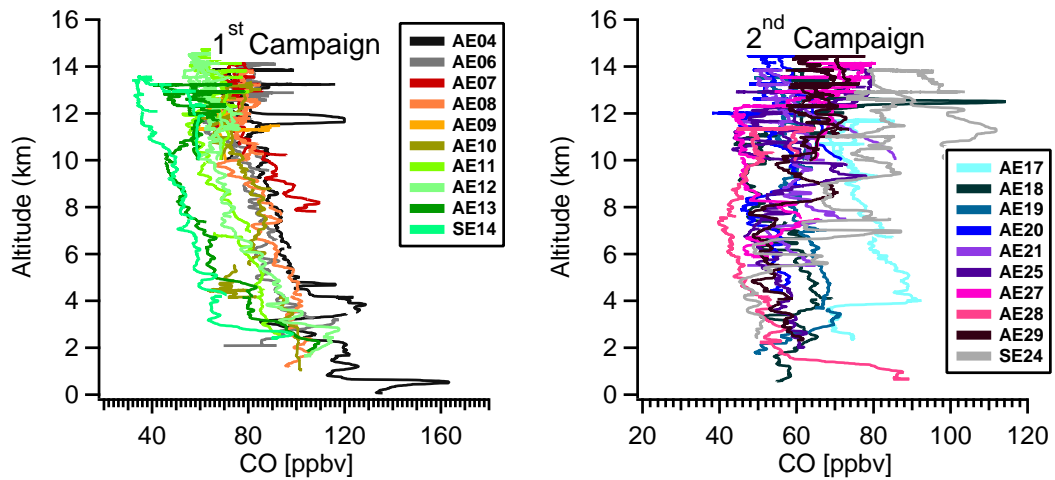 1st Campaign
16
14
12
10
8
6
4
2
0
Altitude (km)
40
80
120
160
CO [ppbv]
AE04
AE06
AE07
AE08
AE09
AE10
AE11
AE12
AE13
SE14
2nd Campaign
16
14
12
10
8
6
4
2
0
Altitude (km)
20
40
60
80
100
120
CO [ppbv]
AE17
AE18
AE19
AE20
AE21
AE25
AE27
AE28
AE29
SE24